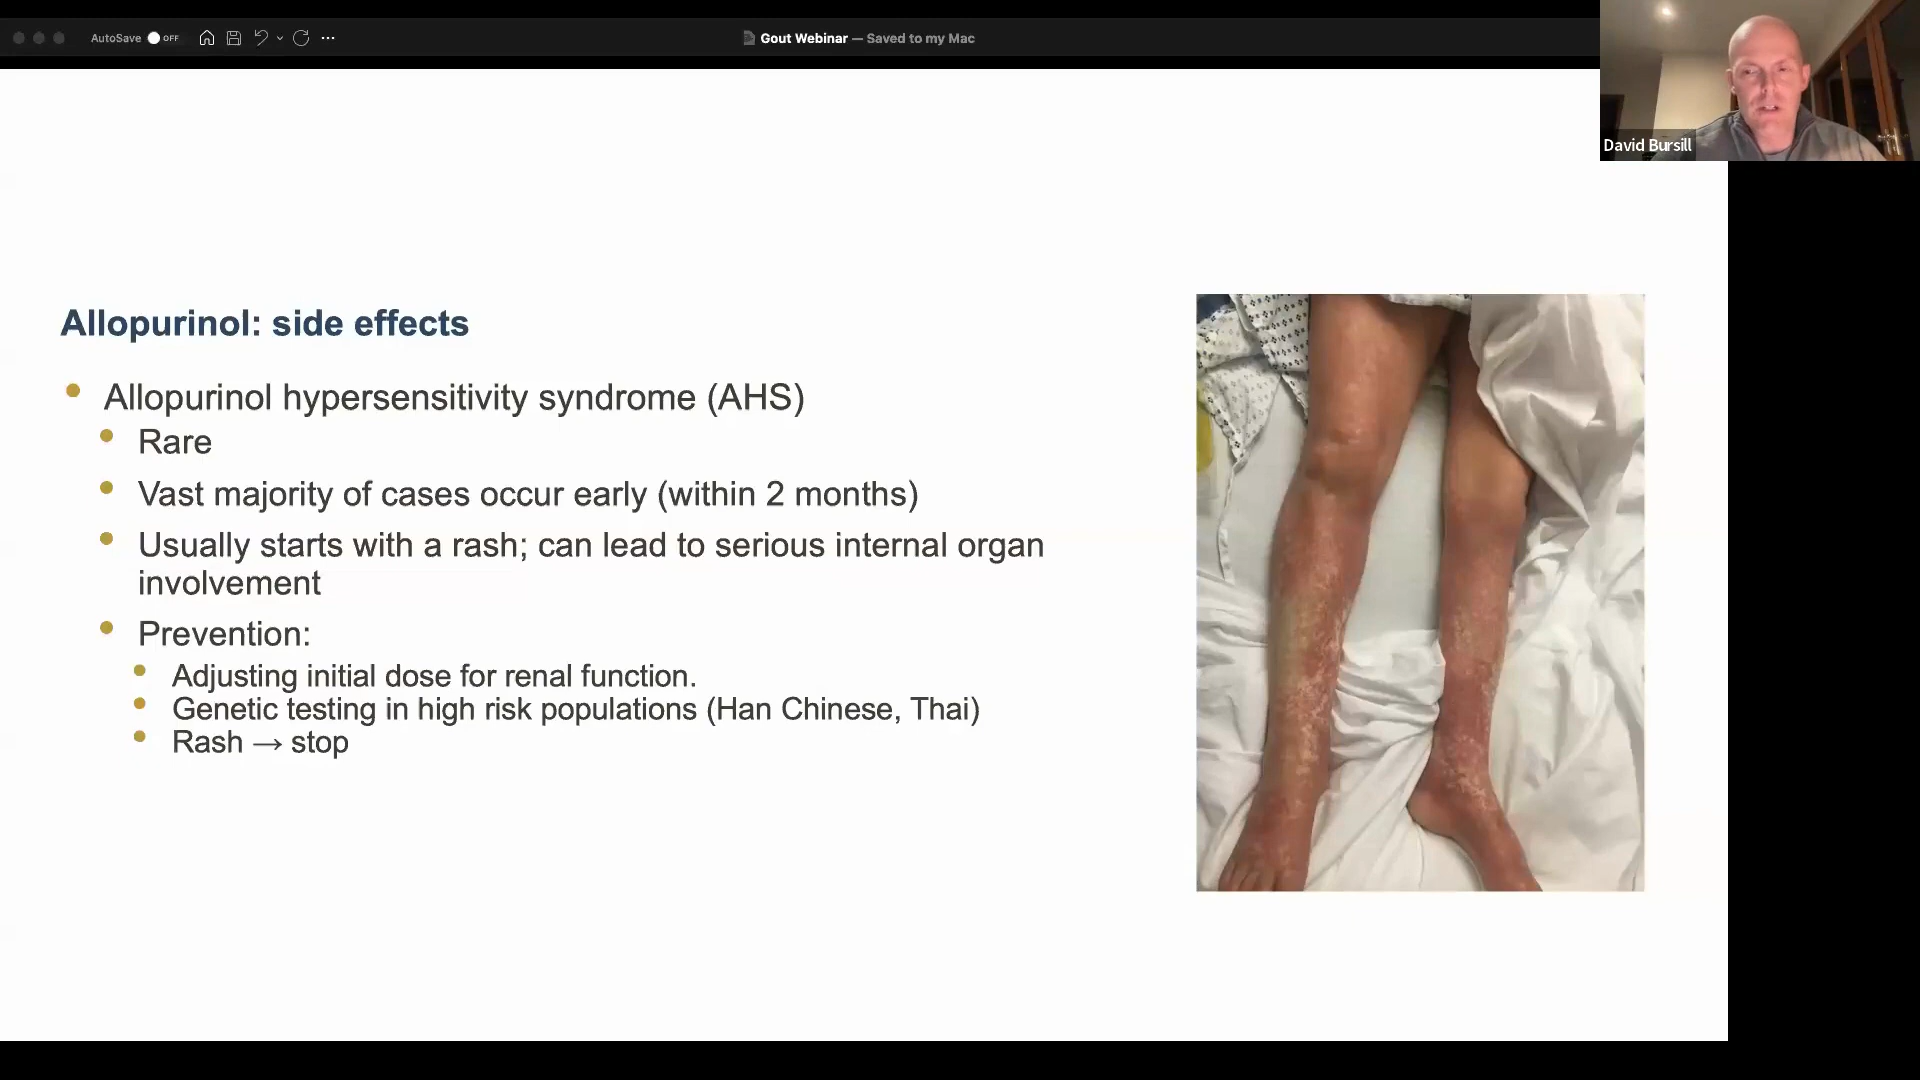 AutoSave OFF
Gout Webinar — Saved to my Mac
David Bursill
Allopurinol: side effects
Allopurinol hypersensitivity syndrome (AHS)
Rare
Vast majority of cases occur early (within 2 months)
Usually starts with a rash; can lead to serious internal organ
involvement
Prevention:
Adjusting initial dose for renal function.
Genetic testing in high risk populations (Han Chinese, Thai)
Rash → stop